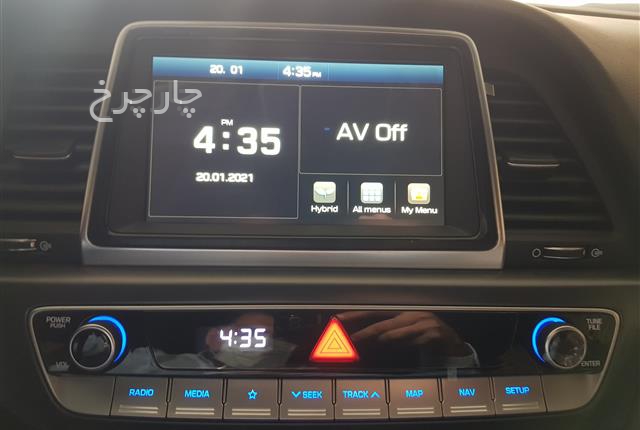 20. 01 4:35 PM
چارچرخ
PM
4:35
20.01.2021
AV Off
Hybrid All menus My Menu
POWER
PUSH
VOL
4:35
TUNE
FILE
ENTER
RADIO MEDIA SEEK TRACK MAP NAV SETUP